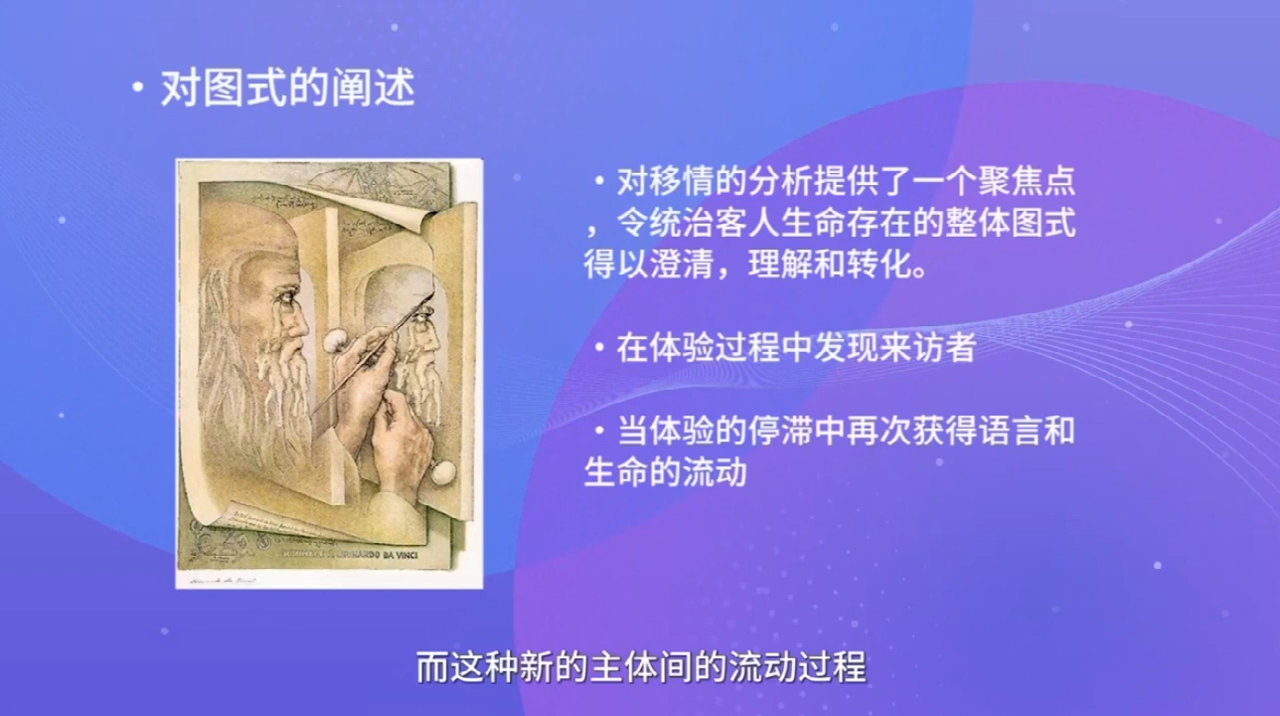 •对图式的阐述
•对移情的分析提供了一个聚焦点
，令统治客人生命存在的整体图式
得以澄清，理解和转化。
•在体验过程中发现来访者
•当体验的停滞中再次获得语言和
生命的流动
DA VINCI
而这种新的主体间的流动过程